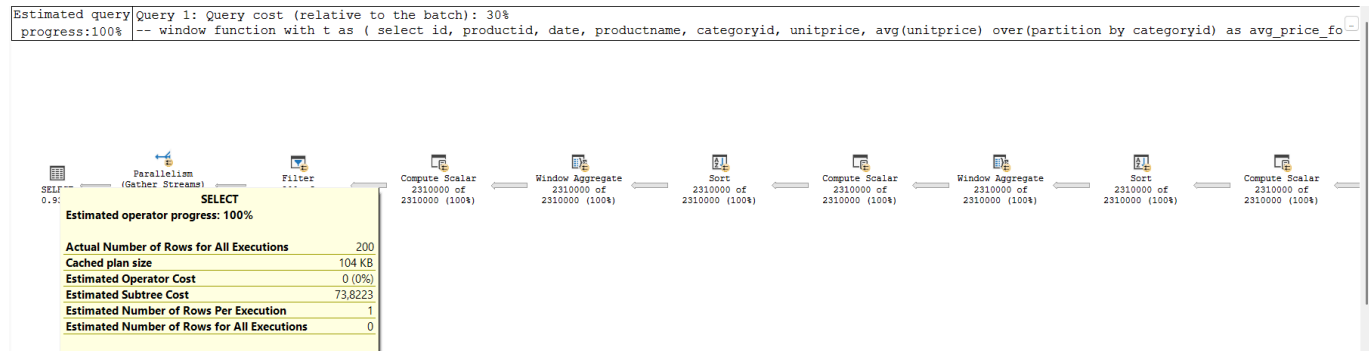 Estimated query progress:100%
Query 1: Query cost (relative to the batch): 30%
-- window function with t as ( select id, productid, date, productname, categoryid, unitprice, avg(unitprice) over(partition by categoryid) as avg_price_fo
Parallelism
(Gather Streams)
Filter
Compute Scalar
2310000 of
2310000 (100%)
Window Aggregate
2310000 of
2310000 (100%)
Sort
2310000 of
2310000 (100%)
Compute Scalar
2310000 of
2310000 (100%)
Window Aggregate
2310000 of
2310000 (100%)
Sort
2310000 of
2310000 (100%)
Compute Scalar
2310000 of
2310000 (100%)
SELECT
Estimated operator progress: 100%
Actual Number of Rows for All Executions 200
Cached plan size 104 KB
Estimated Operator Cost 0 (0%)
Estimated Subtree Cost 73,8223
Estimated Number of Rows Per Execution 1
Estimated Number of Rows for All Executions 0